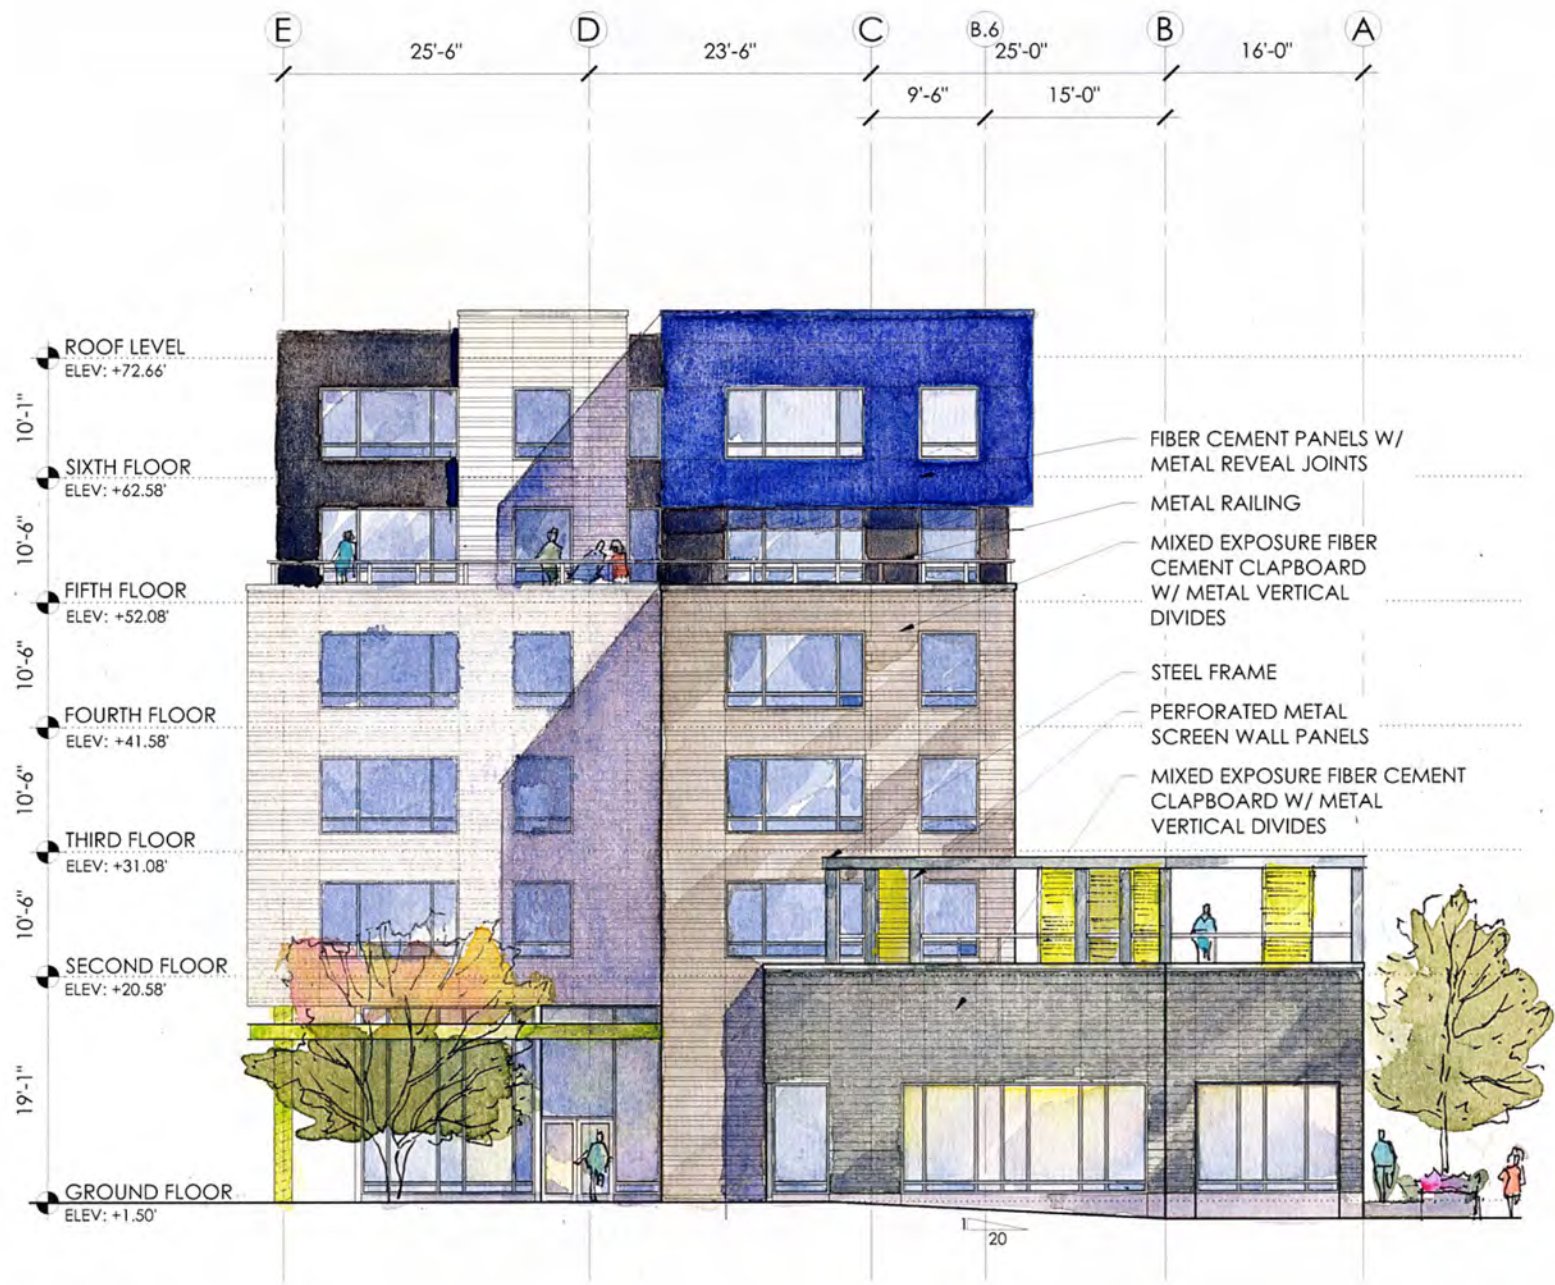 E D C B.6 B A
25'-6" 23'-6" 25'-0" 16'-0"
9'-6" 15'-0"
ROOF LEVEL
ELEV: +72.66'
10'-1"
SIXTH FLOOR
ELEV: +62.58'
10'-6"
FIFTH FLOOR
ELEV: +52.08'
10'-6"
FOURTH FLOOR
ELEV: +41.58'
10'-6"
THIRD FLOOR
ELEV: +31.08'
10'-6"
SECOND FLOOR
ELEV: +20.58'
19'-1"
GROUND FLOOR
ELEV: +1.50'
FIBER CEMENT PANELS W/
METAL REVEAL JOINTS
METAL RAILING
MIXED EXPOSURE FIBER
CEMENT CLAPBOARD
W/ METAL VERTICAL
DIVIDES
STEEL FRAME
PERFORATED METAL
SCREEN WALL PANELS
MIXED EXPOSURE FIBER CEMENT
CLAPBOARD W/ METAL
VERTICAL DIVIDES
1
20